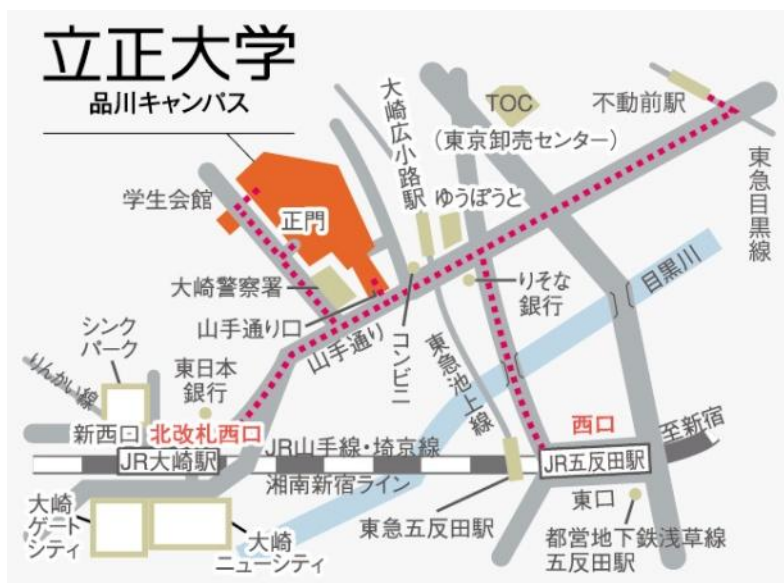 立正大学
品川キャンパス
TOC
(東京卸売センター)
不動前駅
大崎広小路駅
東急目黒線
ゆうぽうと
学生会館
正門
大崎警察署
りそな
銀行
目黒川
山手通り口
山手通り
コンビニ
シンク
パーク
りんかい線
東日本
銀行
東急池上線
西口
至新宿
新西口
北改札西口
JR大崎駅
JR山手線・埼京線
湘南新宿ライン
JR五反田駅
東口
大崎
ゲート
シティ
大崎
ニューシティ
東急五反田駅
都営地下鉄浅草線
五反田駅